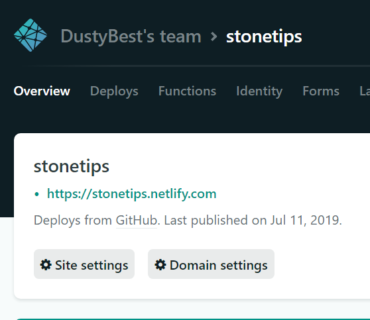 DustyBest's team > stonetips
Overview Deploys Functions Identity Forms La
stonetips
• https://stonetips.netlify.com
Deploys from GitHub. Last published on Jul 11, 2019.
Site settings Domain settings